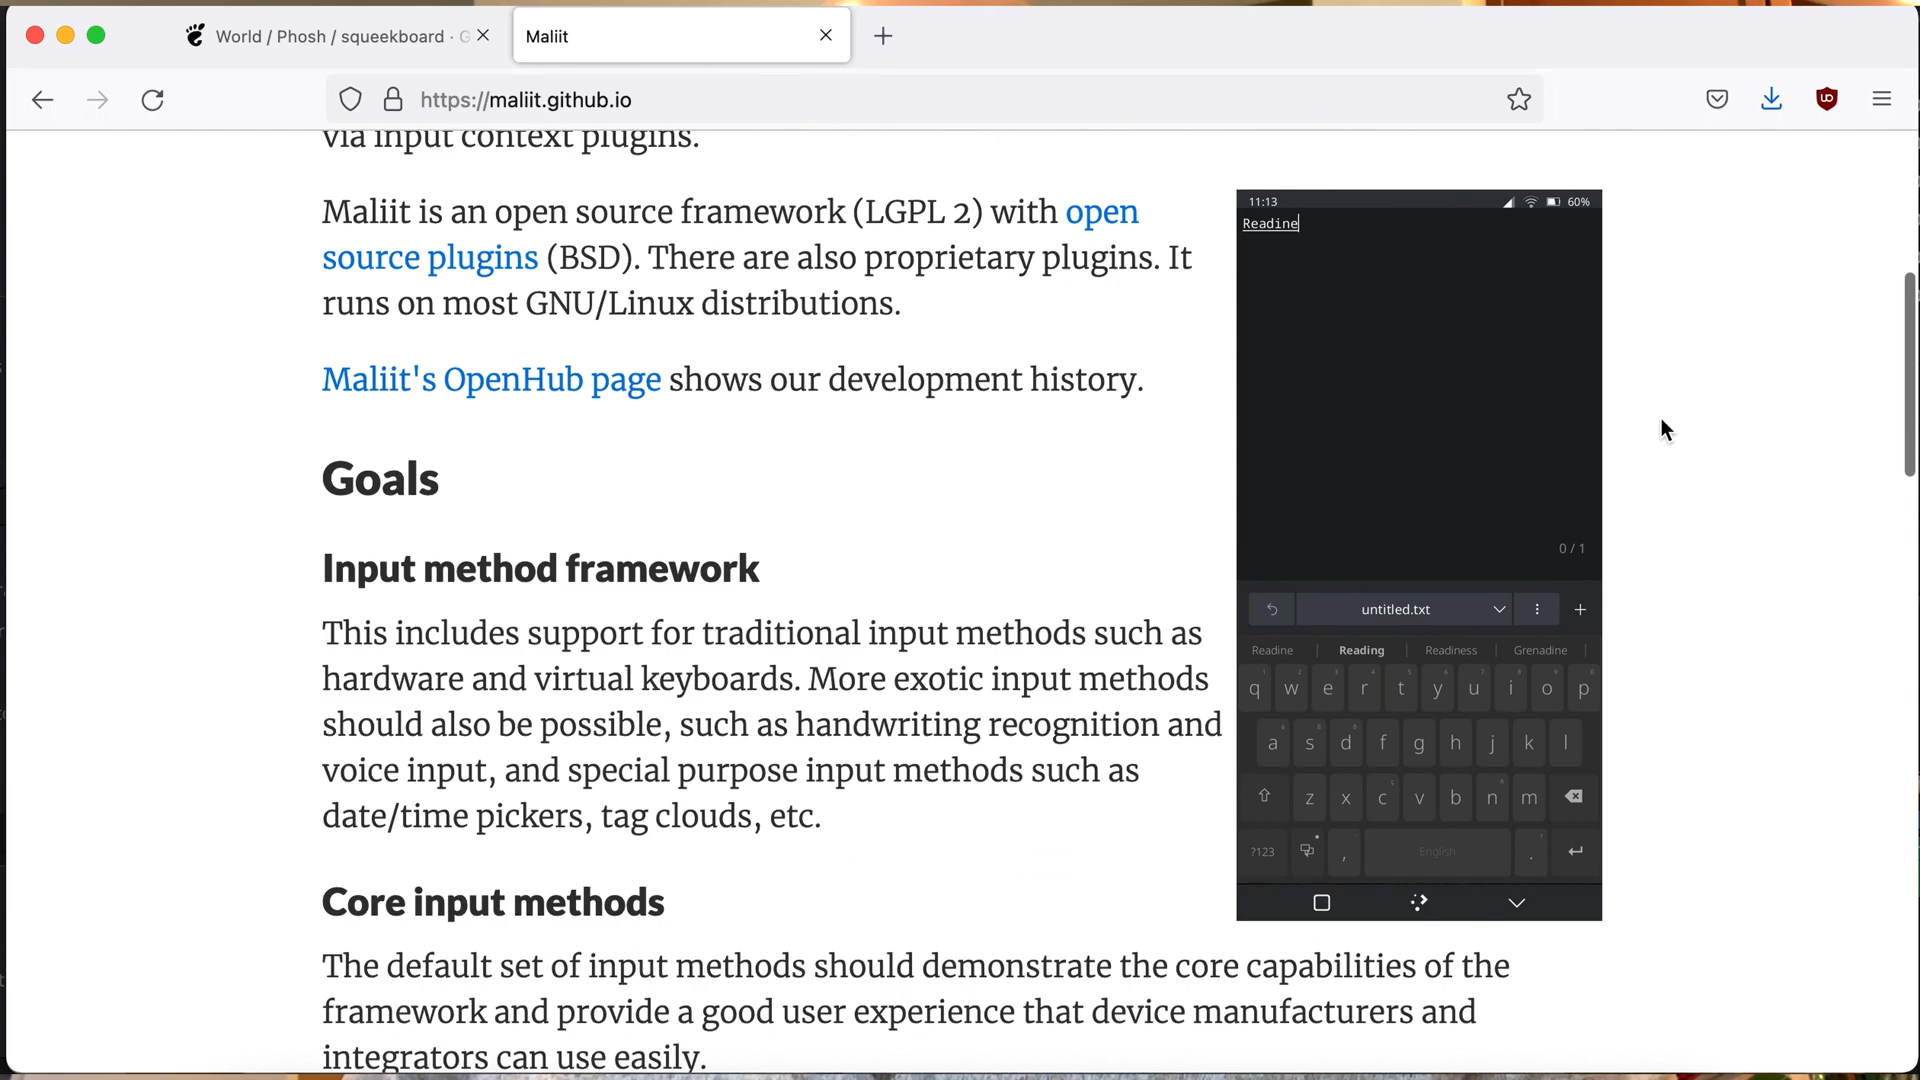 World / Phosh / squeekboard · G
Maliit
https://maliit.github.io
via input context plugins.
Maliit is an open source framework (LGPL 2) with open
source plugins (BSD). There are also proprietary plugins. It
runs on most GNU/Linux distributions.
Maliit's OpenHub page shows our development history.
Goals
Input method framework
This includes support for traditional input methods such as
hardware and virtual keyboards. More exotic input methods
should also be possible, such as handwriting recognition and
voice input, and special purpose input methods such as
date/time pickers, tag clouds, etc.
Core input methods
The default set of input methods should demonstrate the core capabilities of the
framework and provide a good user experience that device manufacturers and
integrators can use easily.
11:13 60%
Readine
0 / 1
untitled.txt
Readine Reading Readiness Grenadine
q w e r t y u i o p
a s d f g h j k l
z x c v b n m
?123 , English .